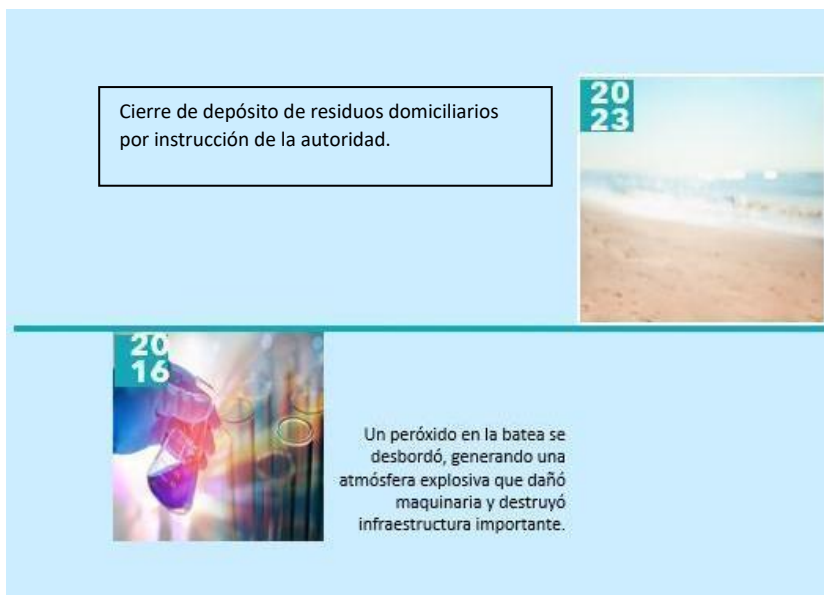 Cierre de depósito de residuos domiciliarios
por instrucción de la autoridad.
20
23
20
16
Un peróxido en la batea se
desbordó, generando una
atmósfera explosiva que dañó
maquinaria y destruyó
infraestructura importante.